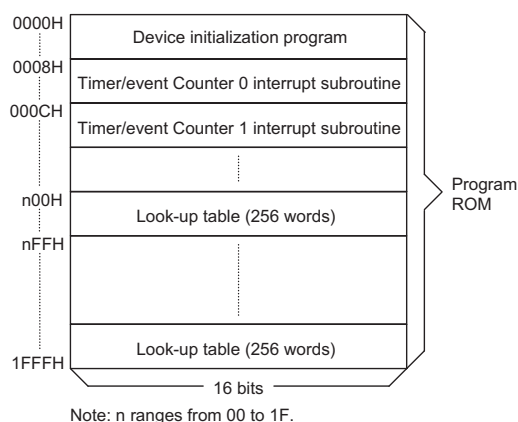 0000H
Device initialization program
0008H
Timer/event Counter 0 interrupt subroutine
000CH
Timer/event Counter 1 interrupt subroutine
n00H
Look-up table (256 words)
nFFH
Program
ROM
Look-up table (256 words)
1FFFH
16 bits
Note: n ranges from 00 to 1F.